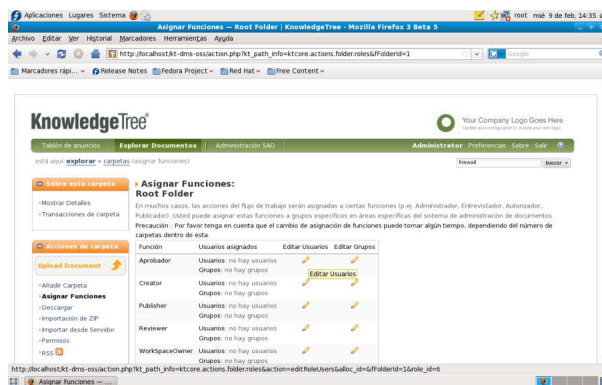 Aplicaciones Lugares Sistema root mié 9 de feb, 14:35
Asignar Funciones — Root Folder | KnowledgeTree - Mozilla Firefox 3 Beta 5
Archivo Editar Ver Historial Marcadores Herramientas Ayuda
http://localhost/kt-dms-oss/action.php?kt_path_info=ktcore.actions.folder.roles&fFolderId=1 Google
Marcadores rápi... Release Notes Fedora Project Red Hat Free Content
KnowledgeTree®
Your Company Logo Goes Here
Tablón de anuncios Explorar Documentos Administración SAD Administrator Preferencias Sobre Salir
está aquí: explorar » carpetas (asignar funciones) firewall buscar
Sobre esta carpeta
Mostrar Detalles
Transacciones de carpeta
Acciones de carpeta
Upload Document
Añadir Carpeta
Asignar Funciones
Descargar
Importación de ZIP
Importar desde Servidor
Permisos
RSS
Asignar Funciones:
Root Folder
En muchos casos, las acciones del flujo de trabajo serán asignadas a ciertas funciones (p.ej. Administrador, Entrevistador, Autorizador,
Publicador). Usted puede asignar estas funciones a grupos específicos en áreas específicas del sistema de administración de documentos.
Precaución: Por favor tenga en cuenta que el cambio de asignación de funciones puede tomar algún tiempo, dependiendo del número de
carpetas dentro de
esta.
Función Usuarios asignados Editar Usuarios Editar Grupos
Aprobador Usuarios: no hay usuarios
Grupos: no hay grupos
Editar Usuarios
Creator Usuarios: no hay usuarios
Grupos: no hay grupos
Publisher Usuarios: no hay usuarios
Grupos: no hay grupos
Reviewer Usuarios: no hay usuarios
Grupos: no hay grupos
WorkSpaceOwner Usuarios: no hay usuarios
Grupos: no hay grupos
http://localhost/kt-dms-oss/action.php?kt_path_info=ktcore.actions.folder.roles&action=editRoleUsers&alloc_id=&fFolderId=1&role_id=6
Asignar Funciones — ...